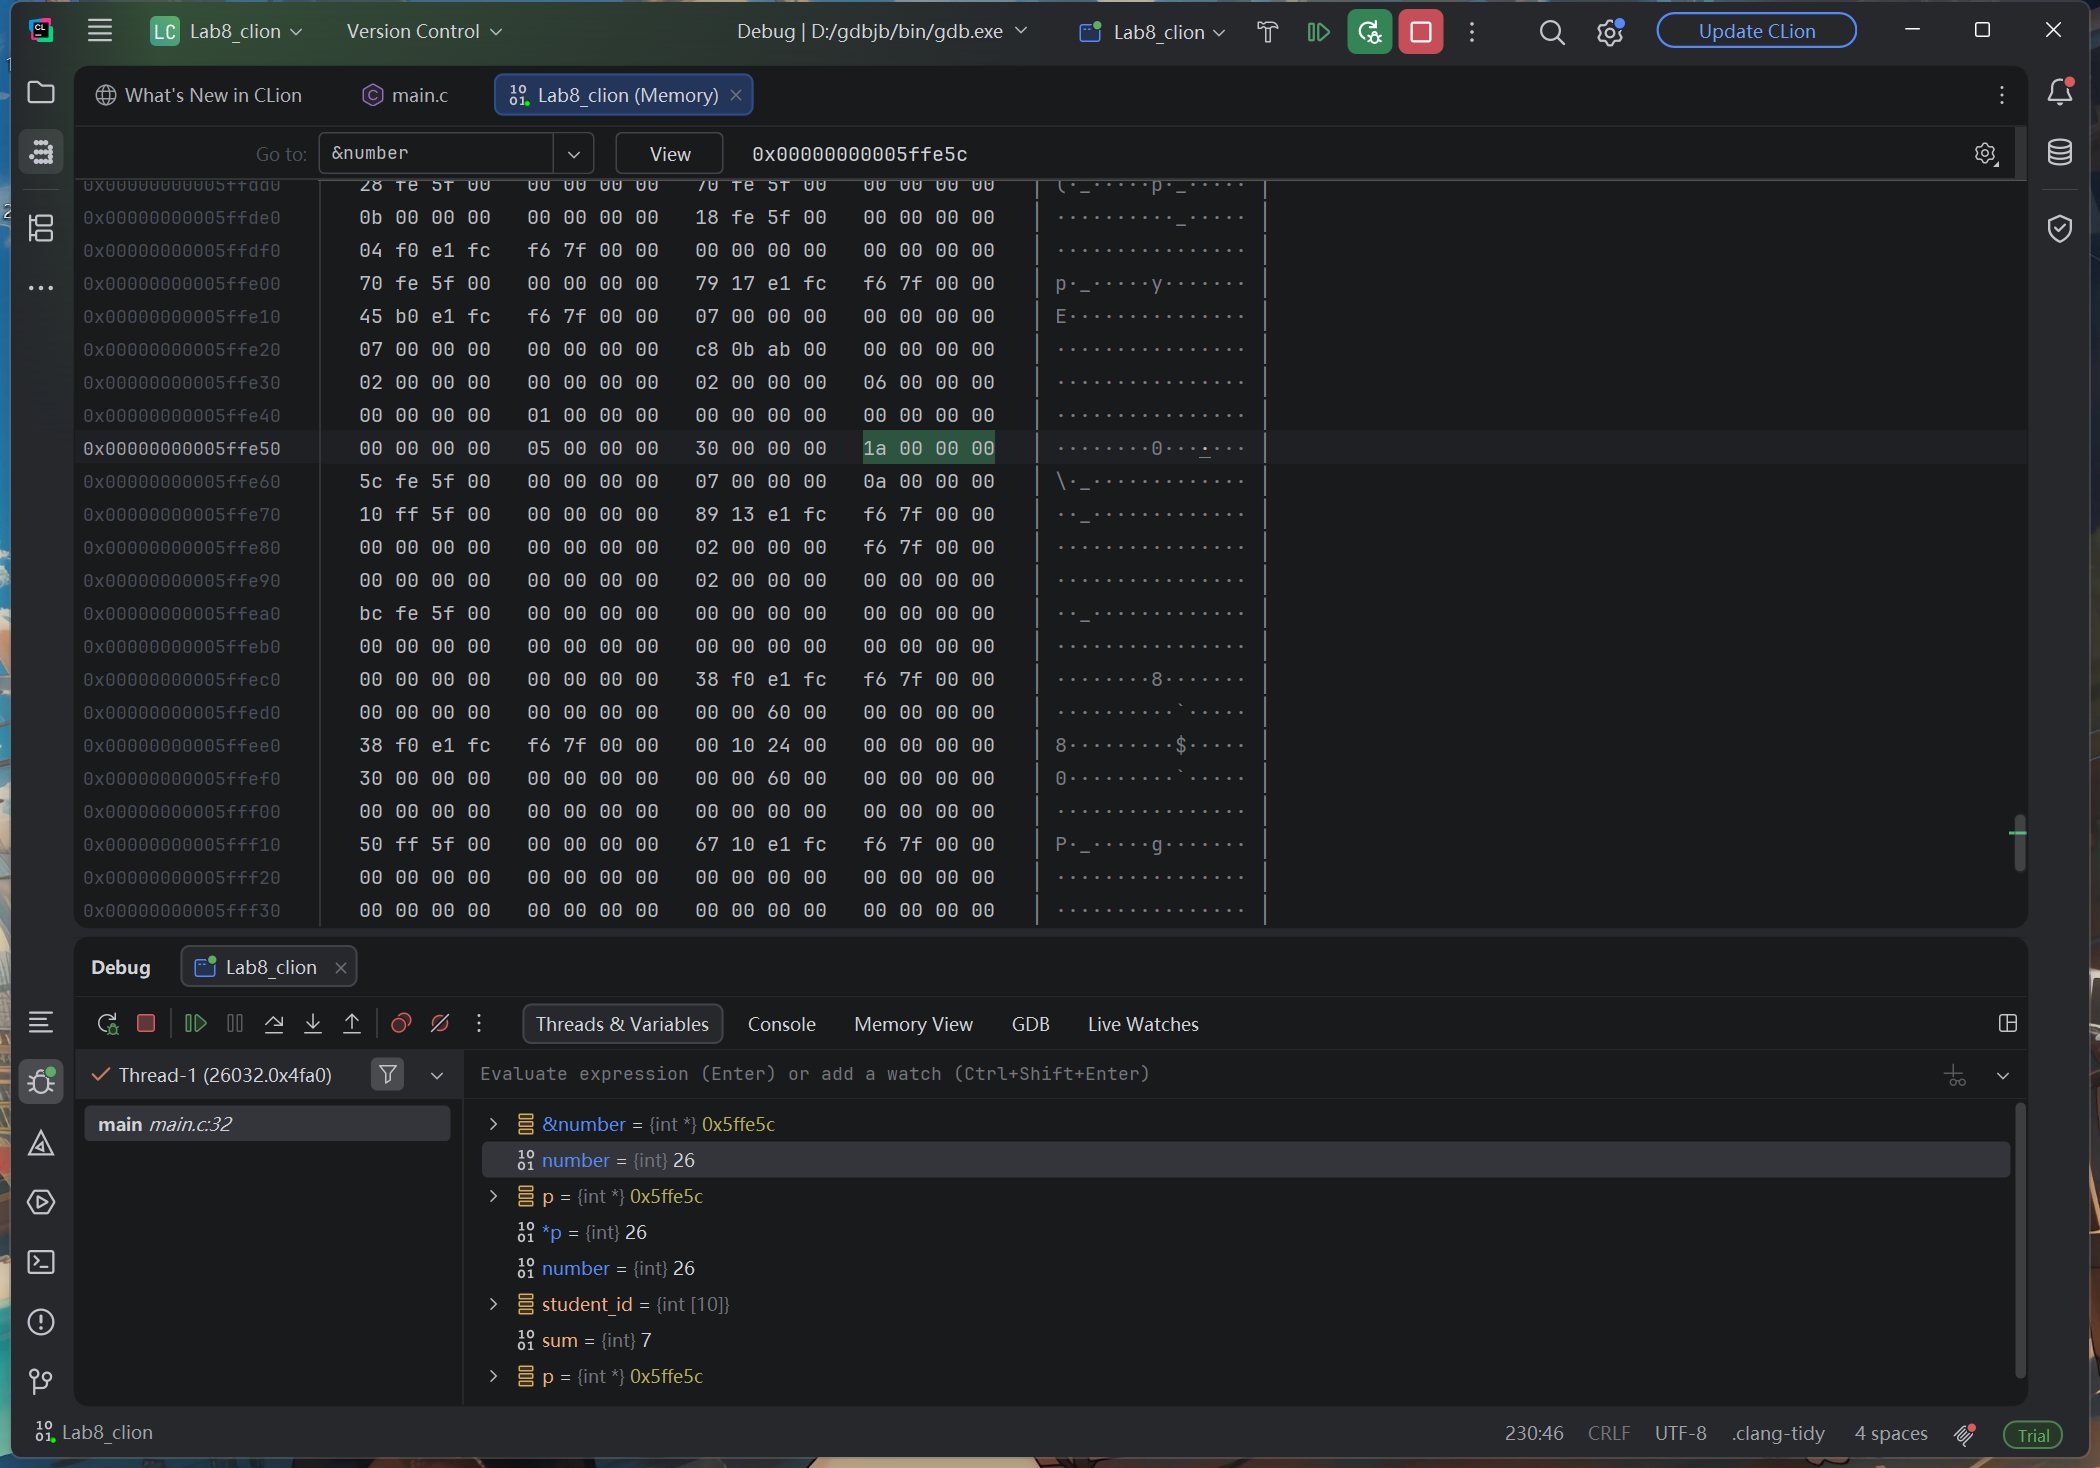 LC Lab8_clion Version Control Debug | D:/gdbjb/bin/gdb.exe Lab8_clion Update CLion
What's New in CLion main.c Lab8_clion (Memory)
Go to: &number View 0x00000000005ffe5c
0x00000000005ffdd0 28 fe 5f 00 00 00 00 00 70 fe 5f 00 00 00 00 00 (·_·····p·_·····
0x00000000005ffde0 0b 00 00 00 00 00 00 00 18 fe 5f 00 00 00 00 00 ··········_·····
0x00000000005ffdf0 04 f0 e1 fc f6 7f 00 00 00 00 00 00 00 00 00 00 ················
0x00000000005ffe00 70 fe 5f 00 00 00 00 00 79 17 e1 fc f6 7f 00 00 p·_·····y·······
0x00000000005ffe10 45 b0 e1 fc f6 7f 00 00 07 00 00 00 00 00 00 00 E···············
0x00000000005ffe20 07 00 00 00 00 00 00 00 c8 0b ab 00 00 00 00 00 ················
0x00000000005ffe30 02 00 00 00 00 00 00 00 02 00 00 00 06 00 00 00 ················
0x00000000005ffe40 00 00 00 00 01 00 00 00 00 00 00 00 00 00 00 00 ················
0x00000000005ffe50 00 00 00 00 05 00 00 00 30 00 00 00 1a 00 00 00 ········0···_···
0x00000000005ffe60 5c fe 5f 00 00 00 00 00 07 00 00 00 0a 00 00 00 \·_·············
0x00000000005ffe70 10 ff 5f 00 00 00 00 00 89 13 e1 fc f6 7f 00 00 ··_·············
0x00000000005ffe80 00 00 00 00 00 00 00 00 02 00 00 00 f6 7f 00 00 ················
0x00000000005ffe90 00 00 00 00 00 00 00 00 02 00 00 00 00 00 00 00 ················
0x00000000005ffea0 bc fe 5f 00 00 00 00 00 00 00 00 00 00 00 00 00 ··_·············
0x00000000005ffeb0 00 00 00 00 00 00 00 00 00 00 00 00 00 00 00 00 ················
0x00000000005ffec0 00 00 00 00 00 00 00 00 38 f0 e1 fc f6 7f 00 00 ········8·······
0x00000000005ffed0 00 00 00 00 00 00 00 00 00 00 60 00 00 00 00 00 ··········`·····
0x00000000005ffee0 38 f0 e1 fc f6 7f 00 00 00 10 24 00 00 00 00 00 8·········$·····
0x00000000005ffef0 30 00 00 00 00 00 00 00 00 00 60 00 00 00 00 00 0·········`·····
0x00000000005fff00 00 00 00 00 00 00 00 00 00 00 00 00 00 00 00 00 ················
0x00000000005fff10 50 ff 5f 00 00 00 00 00 67 10 e1 fc f6 7f 00 00 P·_·····g·······
0x00000000005fff20 00 00 00 00 00 00 00 00 00 00 00 00 00 00 00 00 ················
0x00000000005fff30 00 00 00 00 00 00 00 00 00 00 00 00 00 00 00 00 ················
Debug Lab8_clion
Threads & Variables Console Memory View GDB Live Watches
Thread-1 (26032.0x4fa0) Evaluate expression (Enter) or add a watch (Ctrl+Shift+Enter)
main main.c:32
&number = {int *} 0x5ffe5c
number = {int} 26
p = {int *} 0x5ffe5c
*p = {int} 26
number = {int} 26
student_id = {int [10]}
sum = {int} 7
p = {int *} 0x5ffe5c
Lab8_clion 230:46 CRLF UTF-8 .clang-tidy 4 spaces Trial